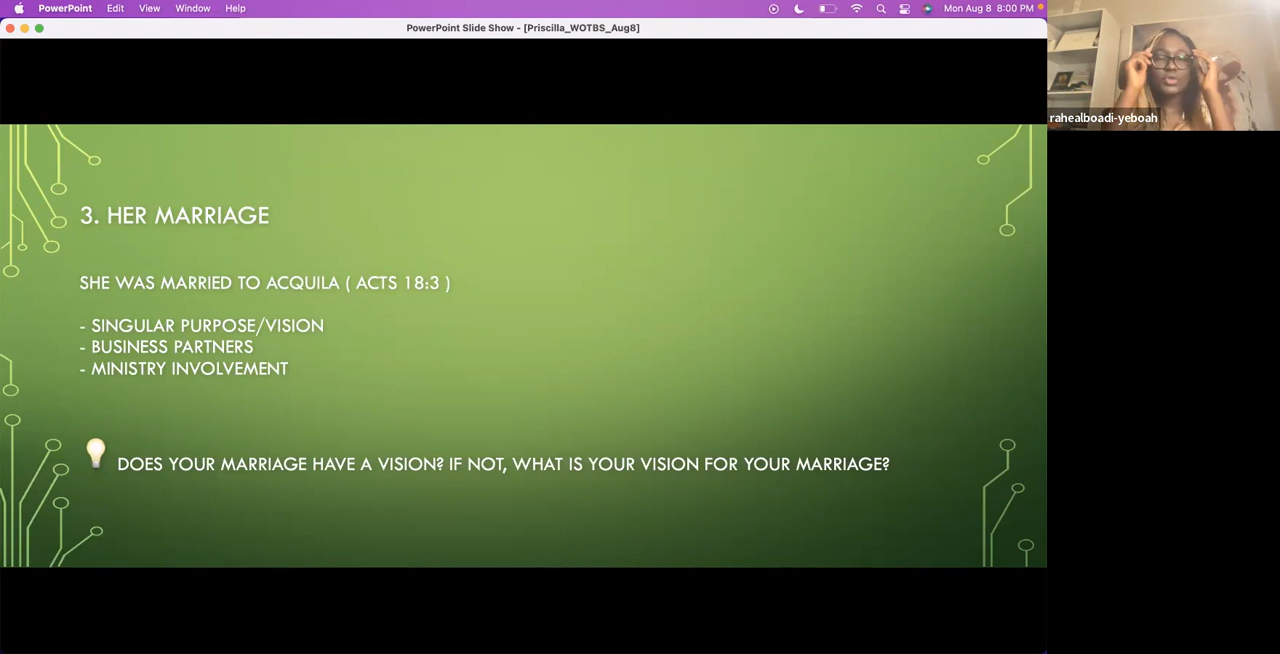 PowerPoint Edit View Window Help Mon Aug 8 8:00 PM
PowerPoint Slide Show - [Priscilla_WOTBS_Aug8]
rahealboadi-yeboah
3. HER MARRIAGE
SHE WAS MARRIED TO ACQUILA ( ACTS 18:3 )
- SINGULAR PURPOSE/VISION
- BUSINESS PARTNERS
- MINISTRY INVOLVEMENT
DOES YOUR MARRIAGE HAVE A VISION? IF NOT, WHAT IS YOUR VISION FOR YOUR MARRIAGE?